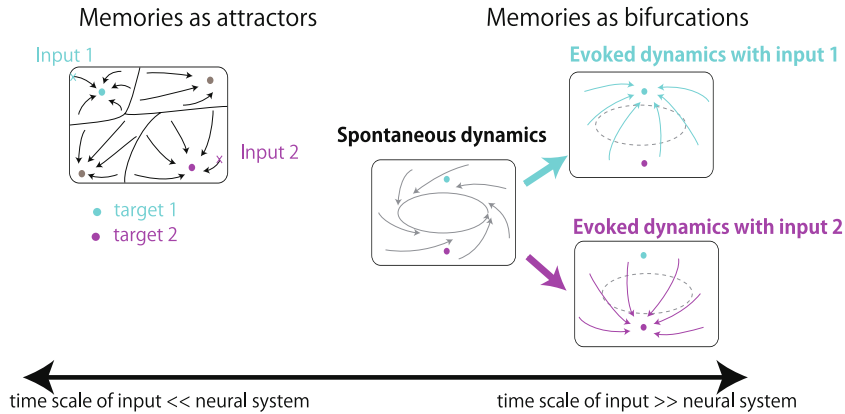 Memories as attractors
Memories as bifurcations
Input 1
Input 2
target 1
target 2
Spontaneous dynamics
Evoked dynamics with input 1
Evoked dynamics with input 2
time scale of input << neural system
time scale of input >> neural system